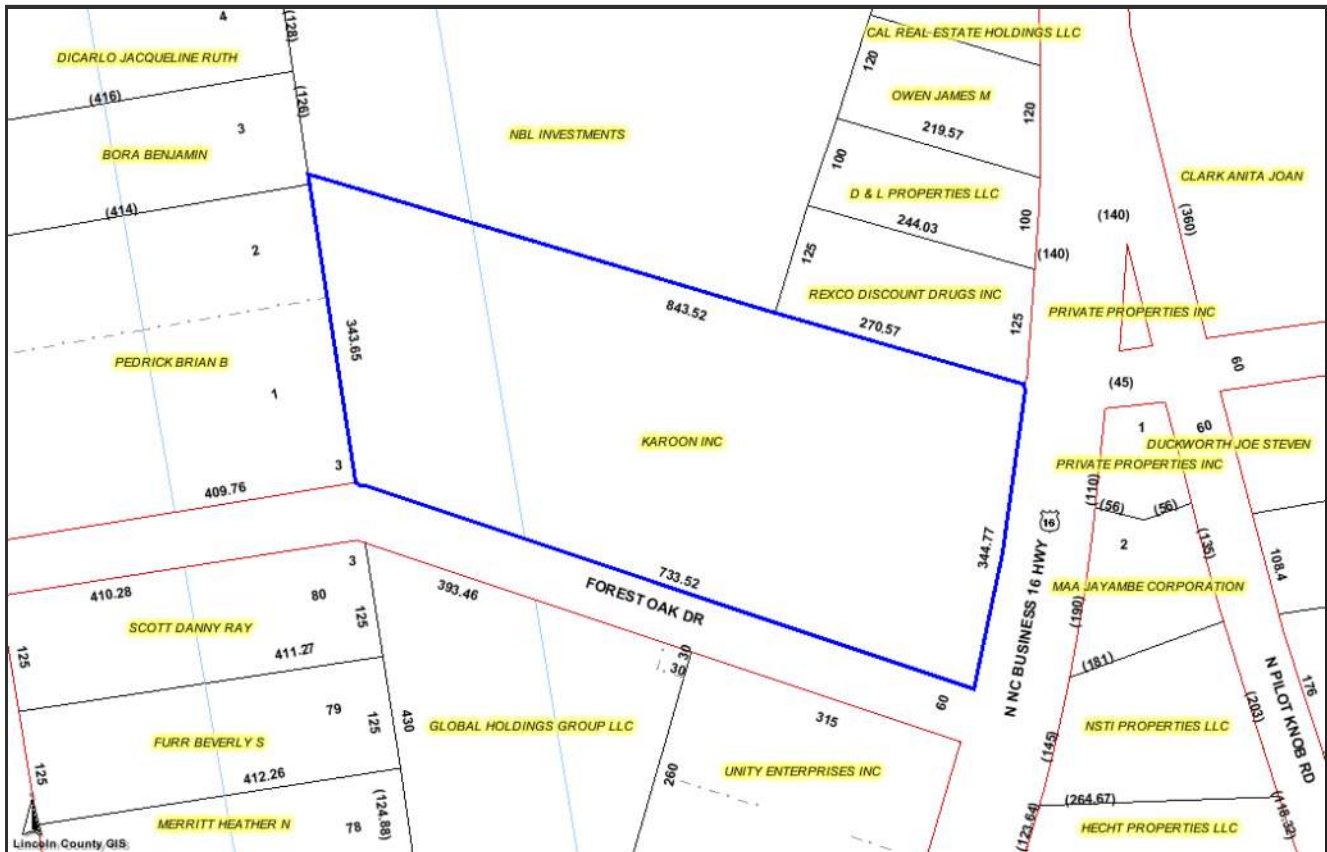 4
(128)
CAL REAL-ESTATE HOLDINGS LLC
DICARLO JACQUELINE RUTH
120
(416)
(126)
OWEN JAMES M
120
3
219.57
NBL INVESTMENTS
BORA BENJAMIN
100
CLARK ANITA JOAN
D & L PROPERTIES LLC
(414)
(140)
(360)
244.03
100
2
125
(140)
REXCO DISCOUNT DRUGS INC
843.52
PRIVATE PROPERTIES INC
270.57
125
343.65
PEDRICK BRIAN B
60
(45)
1
KAROON INC
1
60
DUCKWORTH JOE STEVEN
3
PRIVATE PROPERTIES INC
409.76
(110)
(56)
(56)
16
2
(135)
344.77
108.4
3
733.52
393.46
FOREST OAK DR
MAA JAYAMBE CORPORATION
410.28
80
125
(190)
SCOTT DANNY RAY
N NC BUSINESS 16 HWY
411.27
125
30
30
(181)
N PILOT KNOB RD
176
60
(203)
79
125
430
GLOBAL HOLDINGS GROUP LLC
315
NSTI PROPERTIES LLC
FURR BEVERLY S
(145)
412.26
260
UNITY ENTERPRISES INC
125
(264.67)
(118.32)
(124.88)
(123.64)
MERRITT HEATHER N
78
HECHT PROPERTIES LLC
Lincoln County GIS